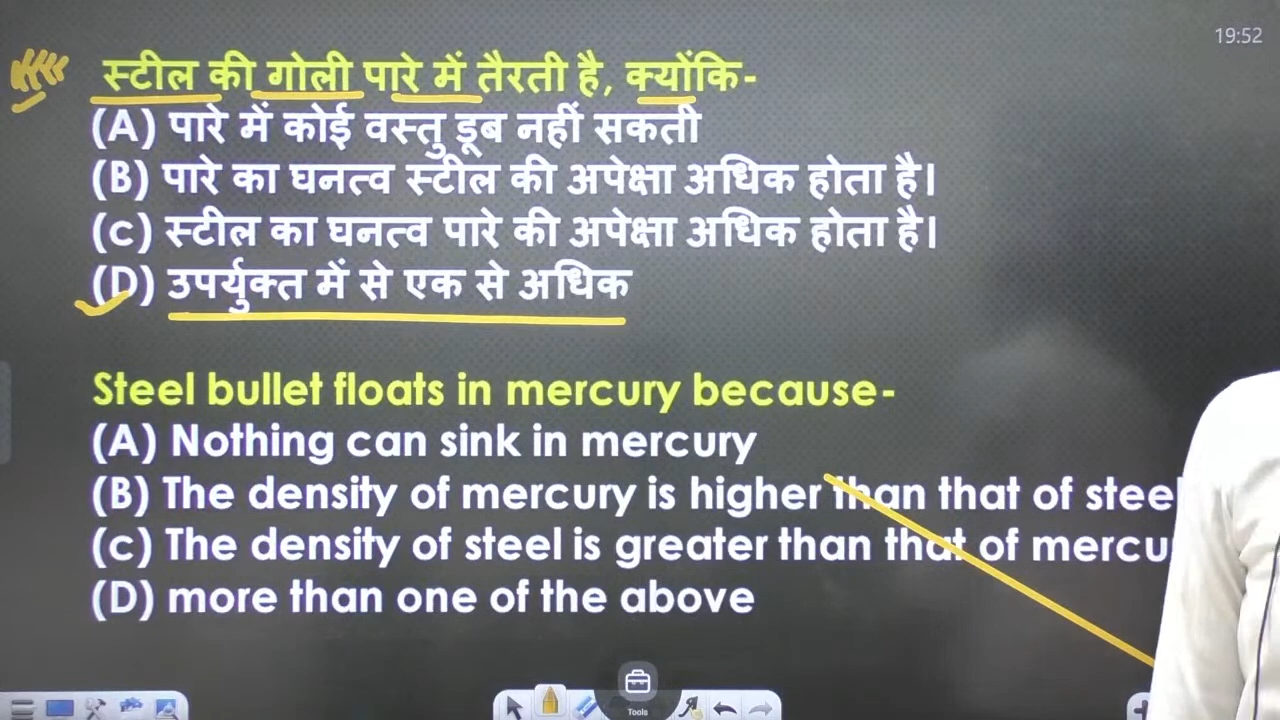 19:52
स्टील की गोली पारे में तैरती है, क्योंकि-
(A) पारे में कोई वस्तु डूब नहीं सकती
(B) पारे का घनत्व स्टील की अपेक्षा अधिक होता है।
(c) स्टील का घनत्व पारे की अपेक्षा अधिक होता है।
(D) उपर्युक्त में से एक से अधिक
Steel bullet floats in mercury because-
(A) Nothing can sink in mercury
(B) The density of mercury is higher than that of
(c) The density of steel is greater than that of
(D) more than one of the above
Tools